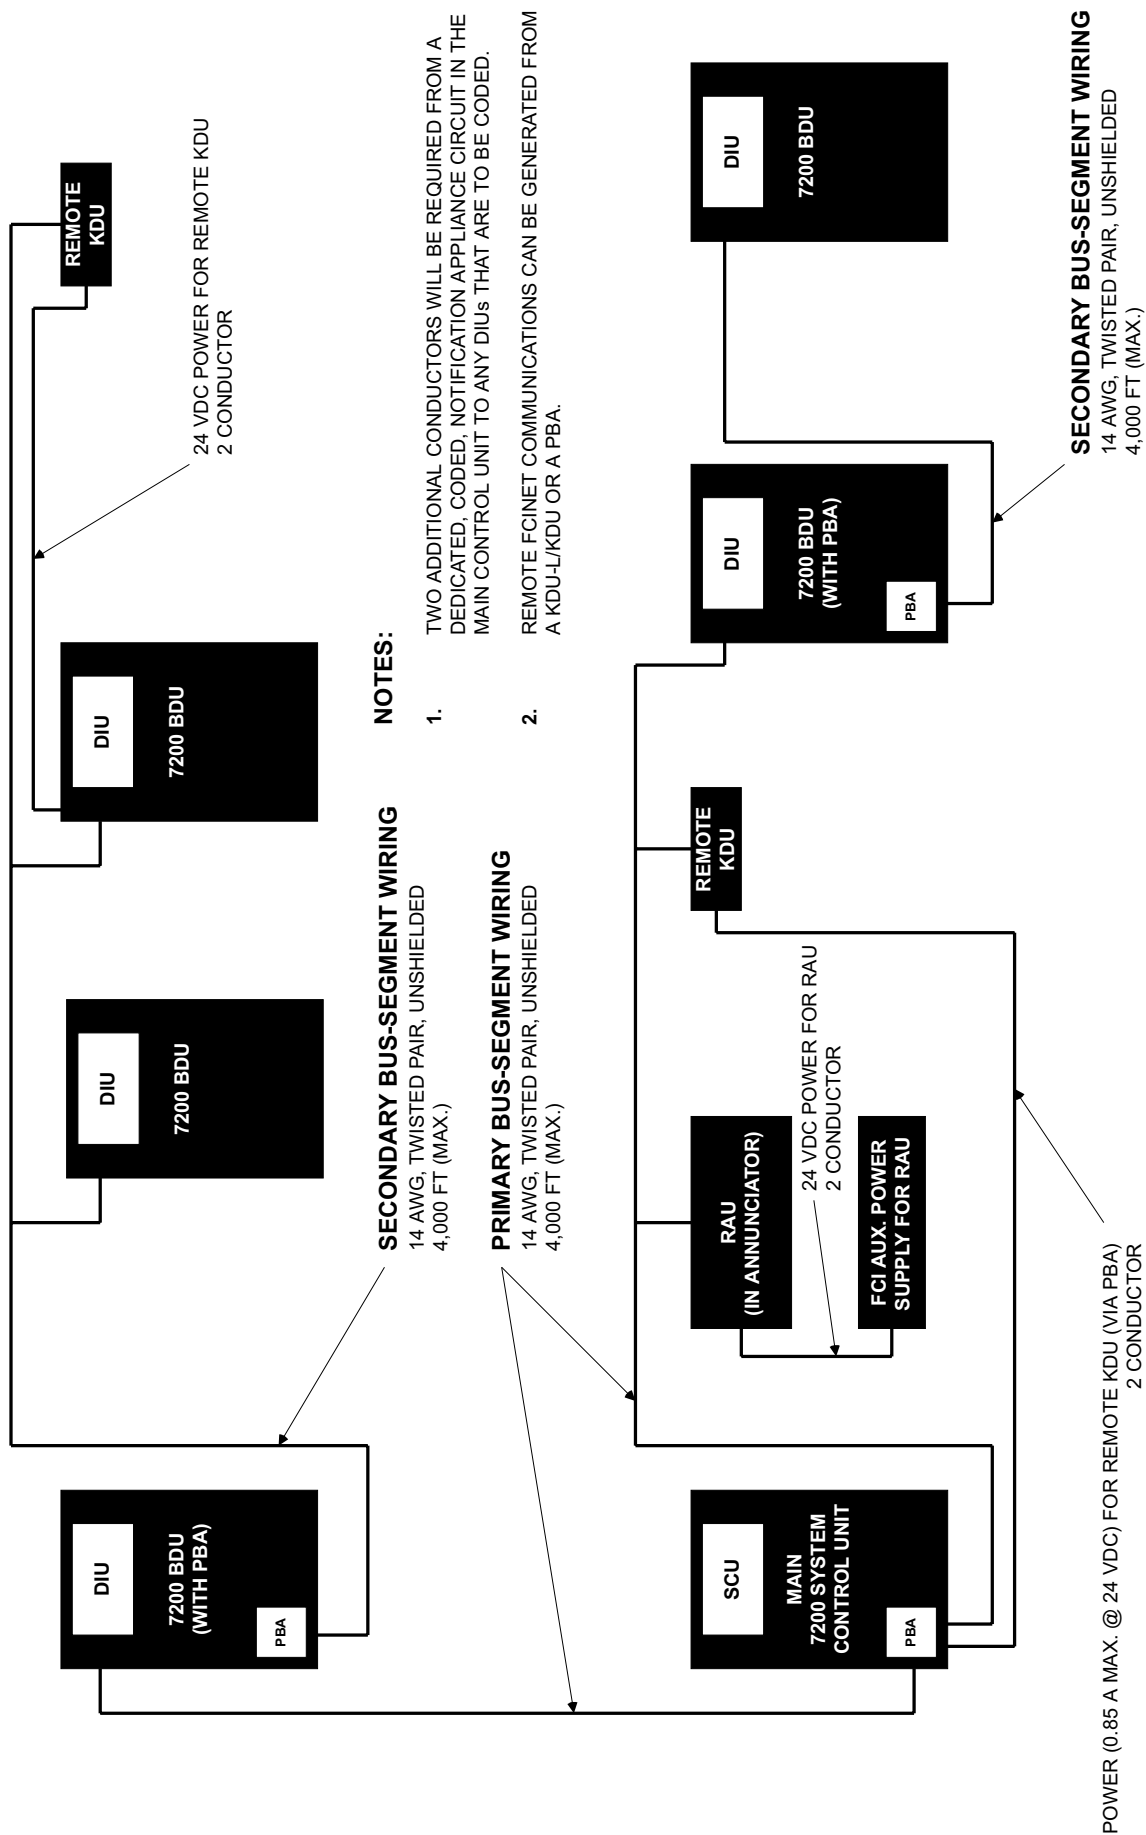 REMOTE
KDU
24 VDC POWER FOR REMOTE KDU
2 CONDUCTOR
DIU
7200 BDU
DIU
7200 BDU
DIU
7200 BDU
(WITH PBA)
PBA
SECONDARY BUS-SEGMENT WIRING
14 AWG, TWISTED PAIR, UNSHIELDED
4,000 FT (MAX.)
PRIMARY BUS-SEGMENT WIRING
14 AWG, TWISTED PAIR, UNSHIELDED
4,000 FT (MAX.)
NOTES:
1. TWO ADDITIONAL CONDUCTORS WILL BE REQUIRED FROM A
DEDICATED, CODED, NOTIFICATION APPLIANCE CIRCUIT IN THE
MAIN CONTROL UNIT TO ANY DIUs THAT ARE TO BE CODED.
2. REMOTE FCINET COMMUNICATIONS CAN BE GENERATED FROM
A KDU-L/KDU OR A PBA.
SCU
MAIN
7200 SYSTEM
CONTROL UNIT
PBA
RAU
(IN ANNUNCIATOR)
24 VDC POWER FOR RAU
2 CONDUCTOR
FCI AUX. POWER
SUPPLY FOR RAU
REMOTE
KDU
DIU
7200 BDU
(WITH PBA)
PBA
DIU
7200 BDU
SECONDARY BUS-SEGMENT WIRING
14 AWG, TWISTED PAIR, UNSHIELDED
4,000 FT (MAX.)
POWER (0.85 A MAX. @ 24 VDC) FOR REMOTE KDU (VIA PBA)
2 CONDUCTOR